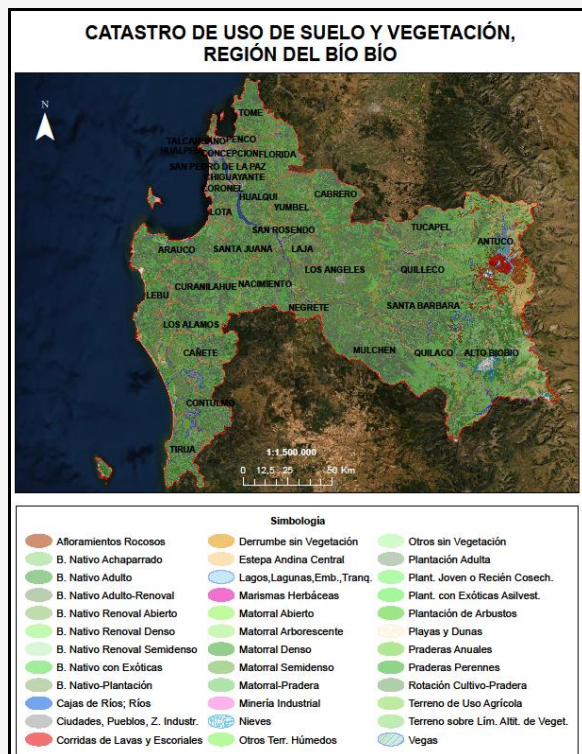 CATASTRO DE USO DE SUELO Y VEGETACIÓN,
REGIÓN DEL BÍO BÍO
N
TOME
TALCAHUANO
PENCO
HUALPEN
CONCEPCION
FLORIDA
SAN PEDRO DE LA PAZ
CHIGUAYANTE
CORONEL
HUALQUI
CABRERO
LOTA
YUMBEL
SAN ROSENDO
TUCAPEL
ANTUCO
ARAUCO
SANTA JUANA
LAJA
LOS ANGELES
QUILLECO
CURANILAHUE
NACIMIENTO
LEBU
NEGRETE
SANTA BARBARA
LOS ALAMOS
CAÑETE
MULCHEN
QUILACO
ALTO BIOBIO
CONTULMO
TIRUA
1:1.500.000
0 12,5 25 50 Km
Simbología
Afloramientos Rocosos
B. Nativo Achaparrado
B. Nativo Adulto
B. Nativo Adulto-Renoval
B. Nativo Renoval Abierto
B. Nativo Renoval Denso
B. Nativo Renoval Semidenso
B. Nativo con Exóticas
B. Nativo-Plantación
Cajas de Ríos; Ríos
Ciudades, Pueblos, Z. Industr.
Corridas de Lavas y Escoriales
Derrumbe sin Vegetación
Estepa Andina Central
Lagos,Lagunas,Emb.,Tranq.
Marismas Herbáceas
Matorral Abierto
Matorral Arborescente
Matorral Denso
Matorral Semidenso
Matorral-Pradera
Minería Industrial
Nieves
Otros Terr. Húmedos
Otros sin Vegetación
Plantación Adulta
Plant. Joven o Recién Cosech.
Plant. con Exóticas Asilvest.
Plantación de Arbustos
Playas y Dunas
Praderas Anuales
Praderas Perennes
Rotación Cultivo-Pradera
Terreno de Uso Agrícola
Terreno sobre Lím. Altit. de Veget.
Vegas